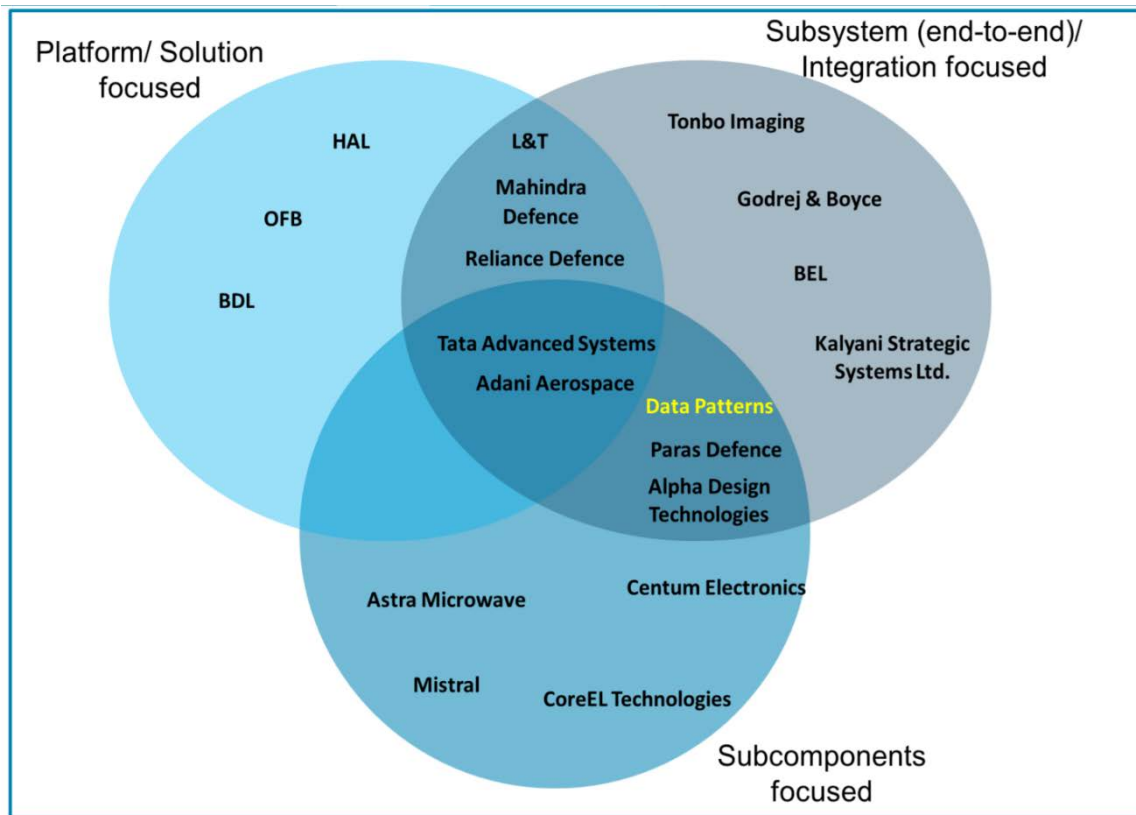 Platform/ Solution
focused
Subsystem (end-to-end)/
Integration focused
HAL
OFB
BDL
L&T
Mahindra
Defence
Reliance Defence
Tonbo Imaging
Godrej & Boyce
BEL
Kalyani Strategic
Systems Ltd.
Tata Advanced Systems
Adani Aerospace
Data Patterns
Paras Defence
Alpha Design
Technologies
Astra Microwave
Centum Electronics
Mistral
CoreEL Technologies
Subcomponents
focused